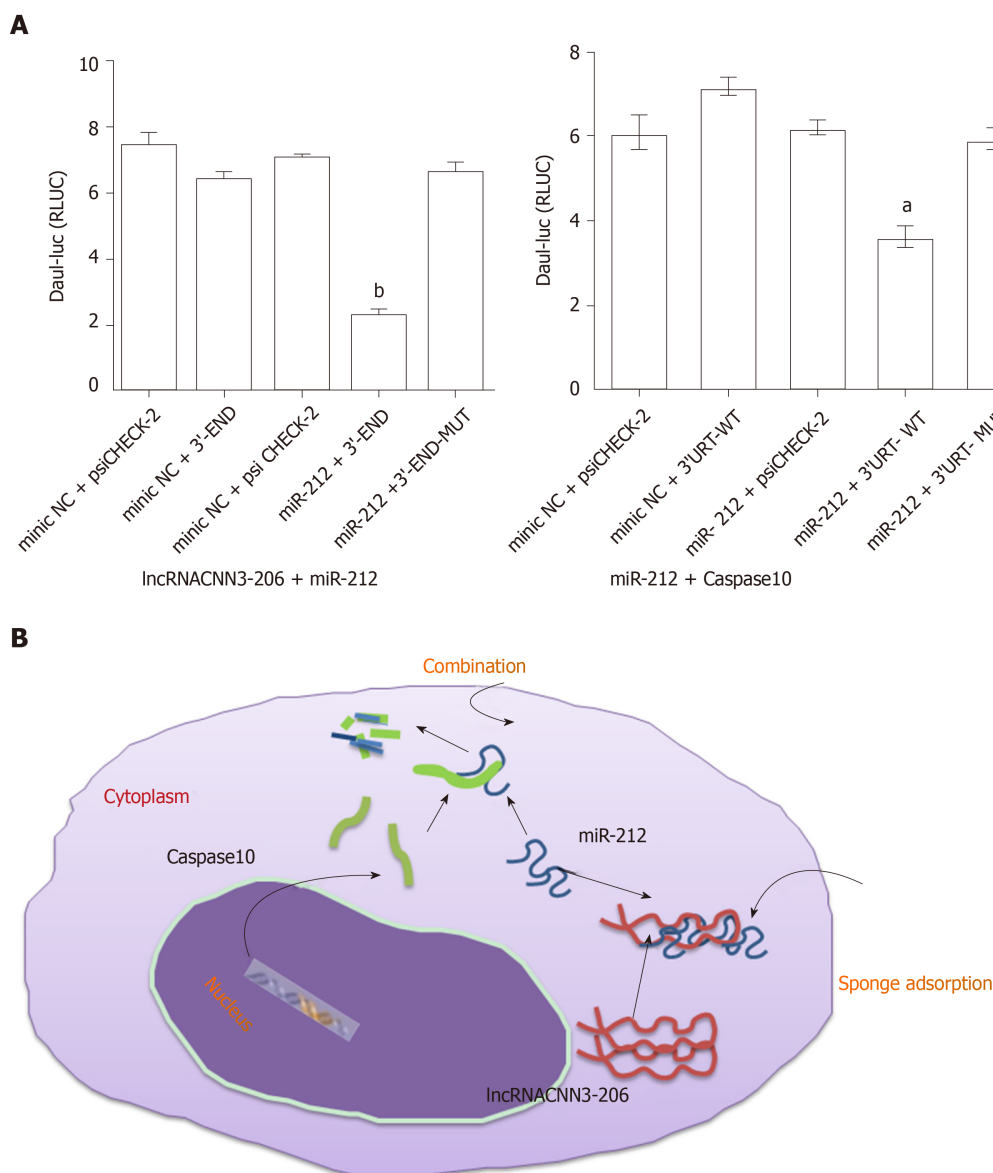 A
10
8
6
4
2
0
Daul-luc (RLUC)
b
minic NC + psiCHECK-2
minic NC + 3'-END
minic NC + psi CHECK-2
miR-212 + 3'-END
miR-212 +3'-END-MUT
lncRNACNN3-206 + miR-212
8
6
4
2
0
Daul-luc (RLUC)
a
minic NC + psiCHECK-2
minic NC + 3'URT-WT
miR- 212 + psiCHECK-2
miR-212 + 3'URT- WT
miR-212 + 3'URT- MU
miR-212 + Caspase10
B
Combination
Cytoplasm
miR-212
Caspase10
Nucleus
Sponge adsorption
lncRNACNN3-206